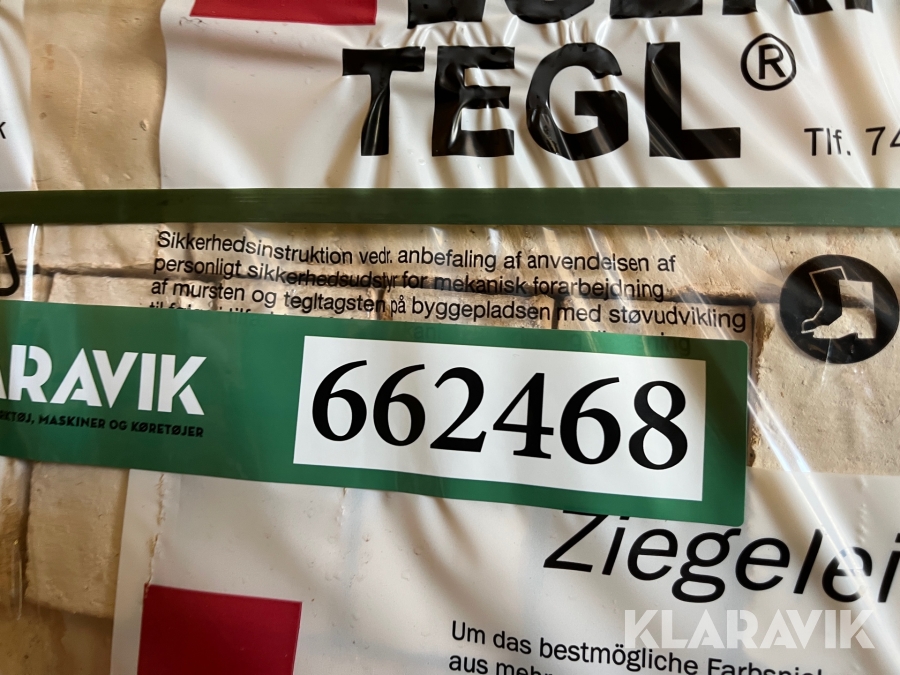 TEGL®
Tlf. 74
Sikkerhedsinstruktion vedr. anbefaling af anvendelsen af
personligt sikkerhedsudstyr for mekanisk forarbejdning
af mursten og tegltagsten på byggepladsen med støvudvikling
ARAVIK
RKTØJ, MASKINER OG KØRETØJER
662468
Ziegelei
Um das bestmögliche Farbspiel
aus mehr
KLARAVIK